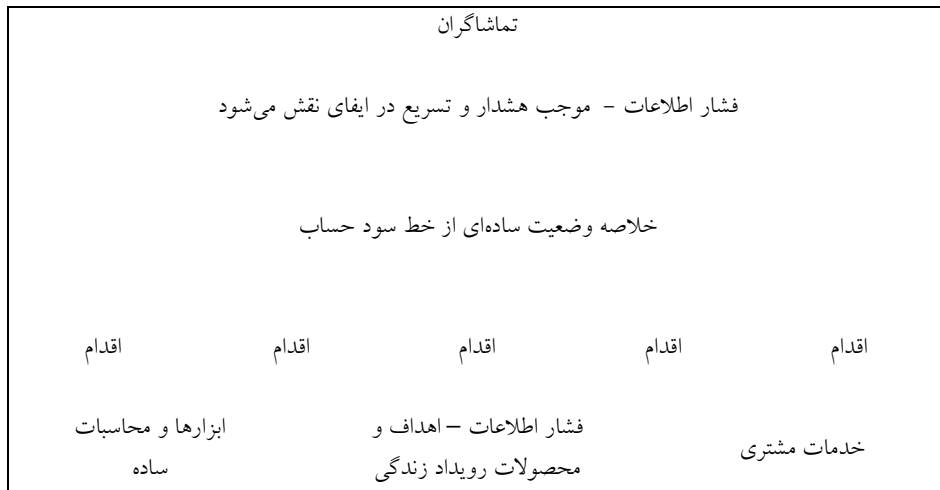 تماشاگران
فشار اطلاعات – موجب هشدار و تسریع در ایفای نقش می‌شود
خلاصه وضعیت ساده‌ای از خط سود حساب
اقدام اقدام اقدام اقدام اقدام
خدمات مشتری
فشار اطلاعات – اهداف و
محصولات رویداد زندگی
ابزارها و محاسبات
ساده